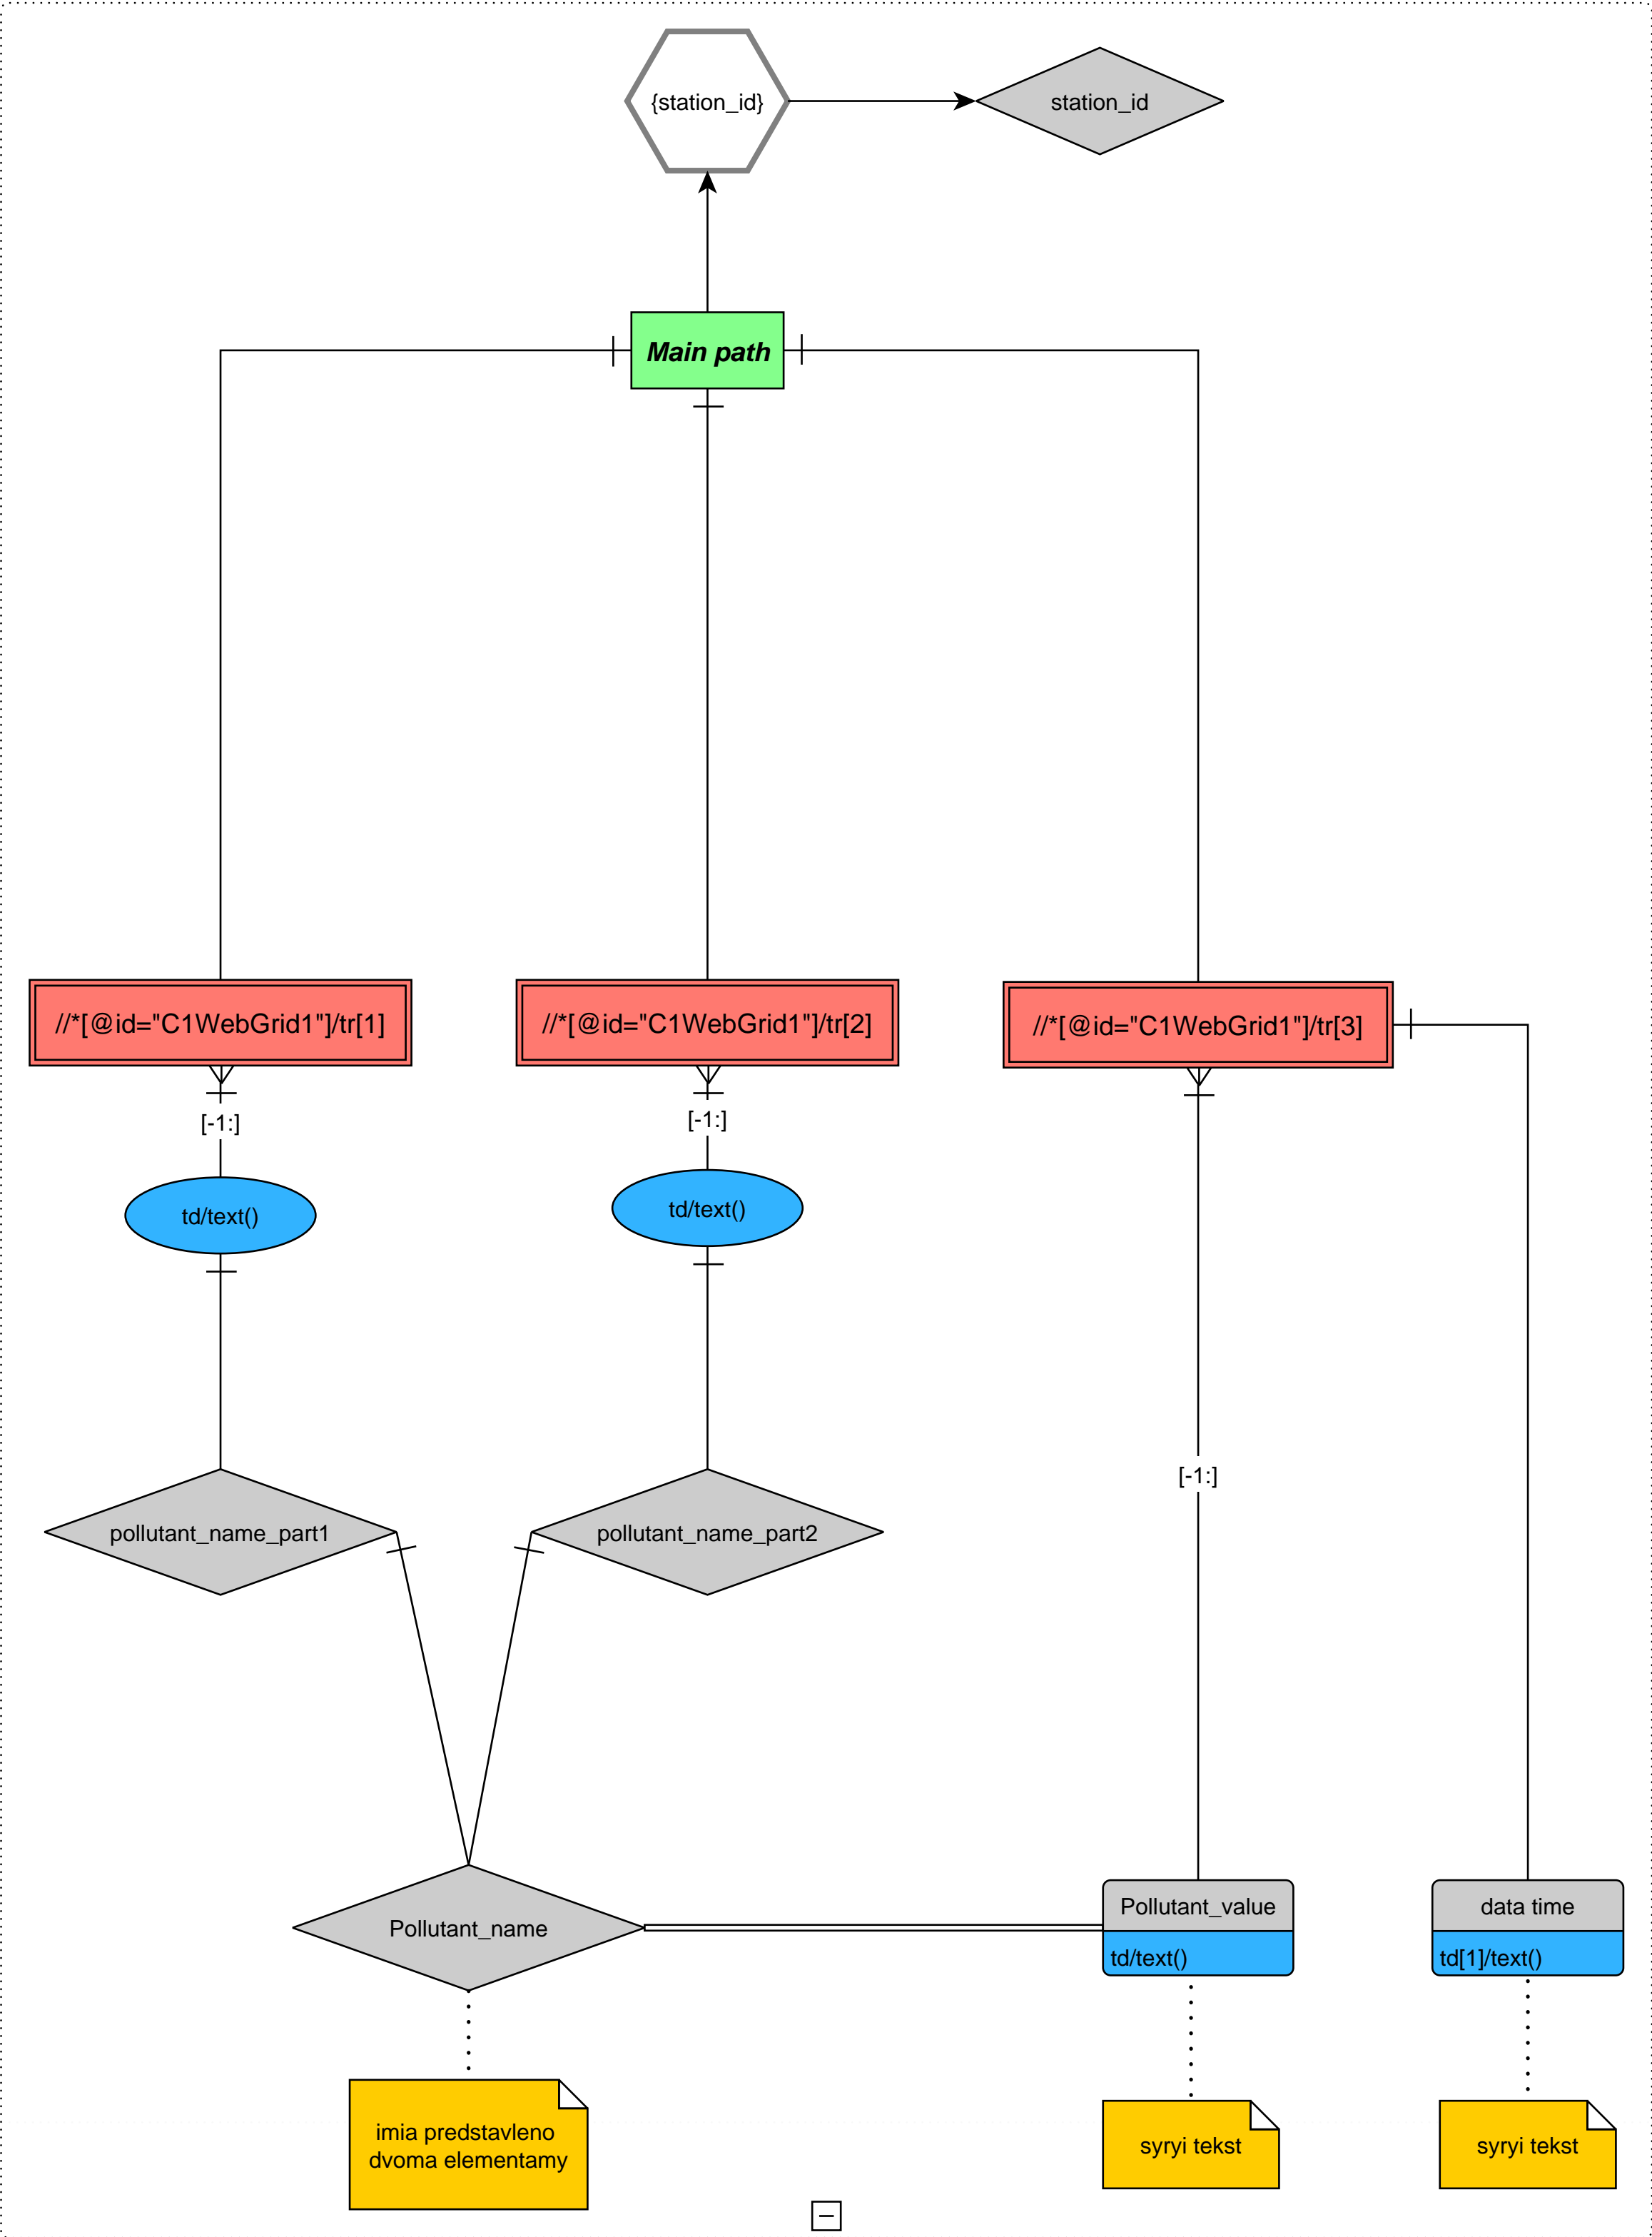 {station_id}
station_id
Main path
//*[@id="C1WebGrid1"]/tr[1]
//*[@id="C1WebGrid1"]/tr[2]
//*[@id="C1WebGrid1"]/tr[3]
[-1:]
[-1:]
td/text()
td/text()
[-1:]
pollutant_name_part1
pollutant_name_part2
Pollutant_name
Pollutant_value
td/text()
data time
td[1]/text()
imia predstavleno
dvoma elementamy
syryi tekst
syryi tekst